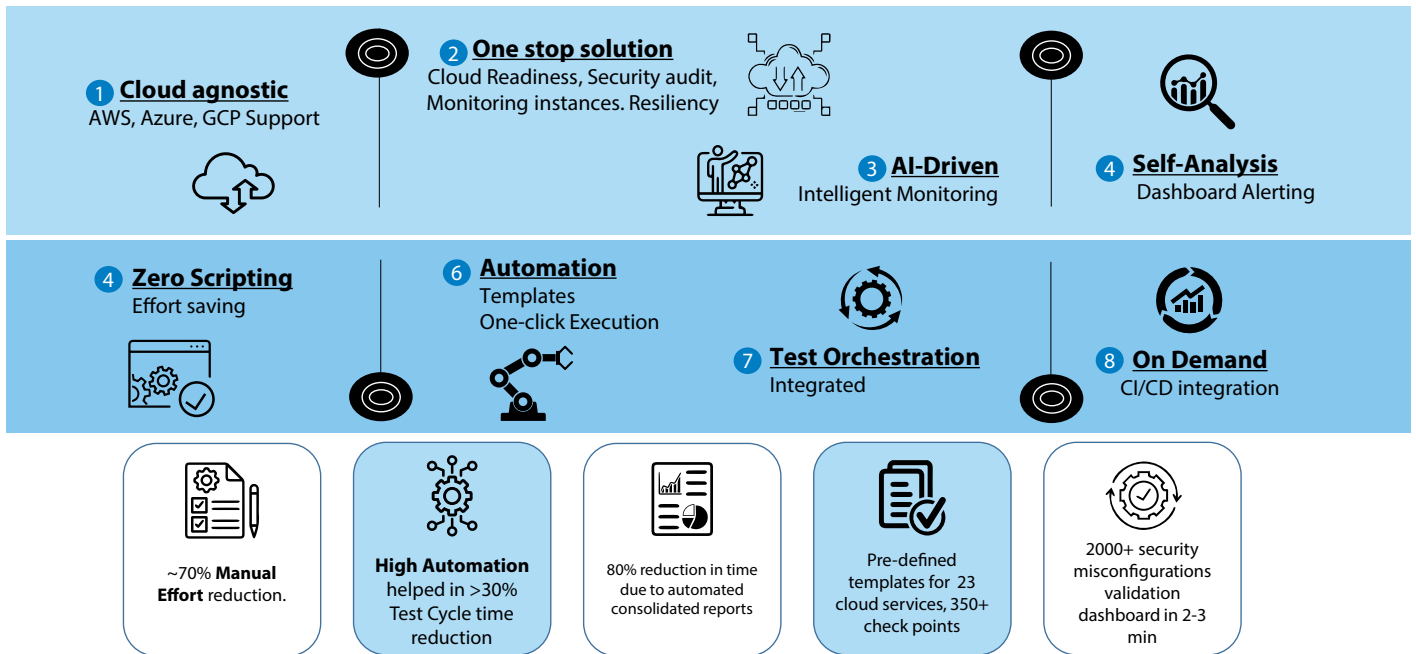 1 Cloud agnostic
AWS, Azure, GCP Support
2 One stop solution
Cloud Readiness, Security audit,
Monitoring instances. Resiliency
3 AI-Driven
Intelligent Monitoring
4 Self-Analysis
Dashboard Alerting
4 Zero Scripting
Effort saving
6 Automation
Templates
One-click Execution
7 Test Orchestration
Integrated
8 On Demand
CI/CD integration
~70% Manual
Effort reduction.
High Automation
helped in >30%
Test Cycle time
reduction
80% reduction in time
due to automated
consolidated reports
Pre-defined
templates for 23
cloud services, 350+
check points
2000+ security
misconfigurations
validation
dashboard in 2-3
min